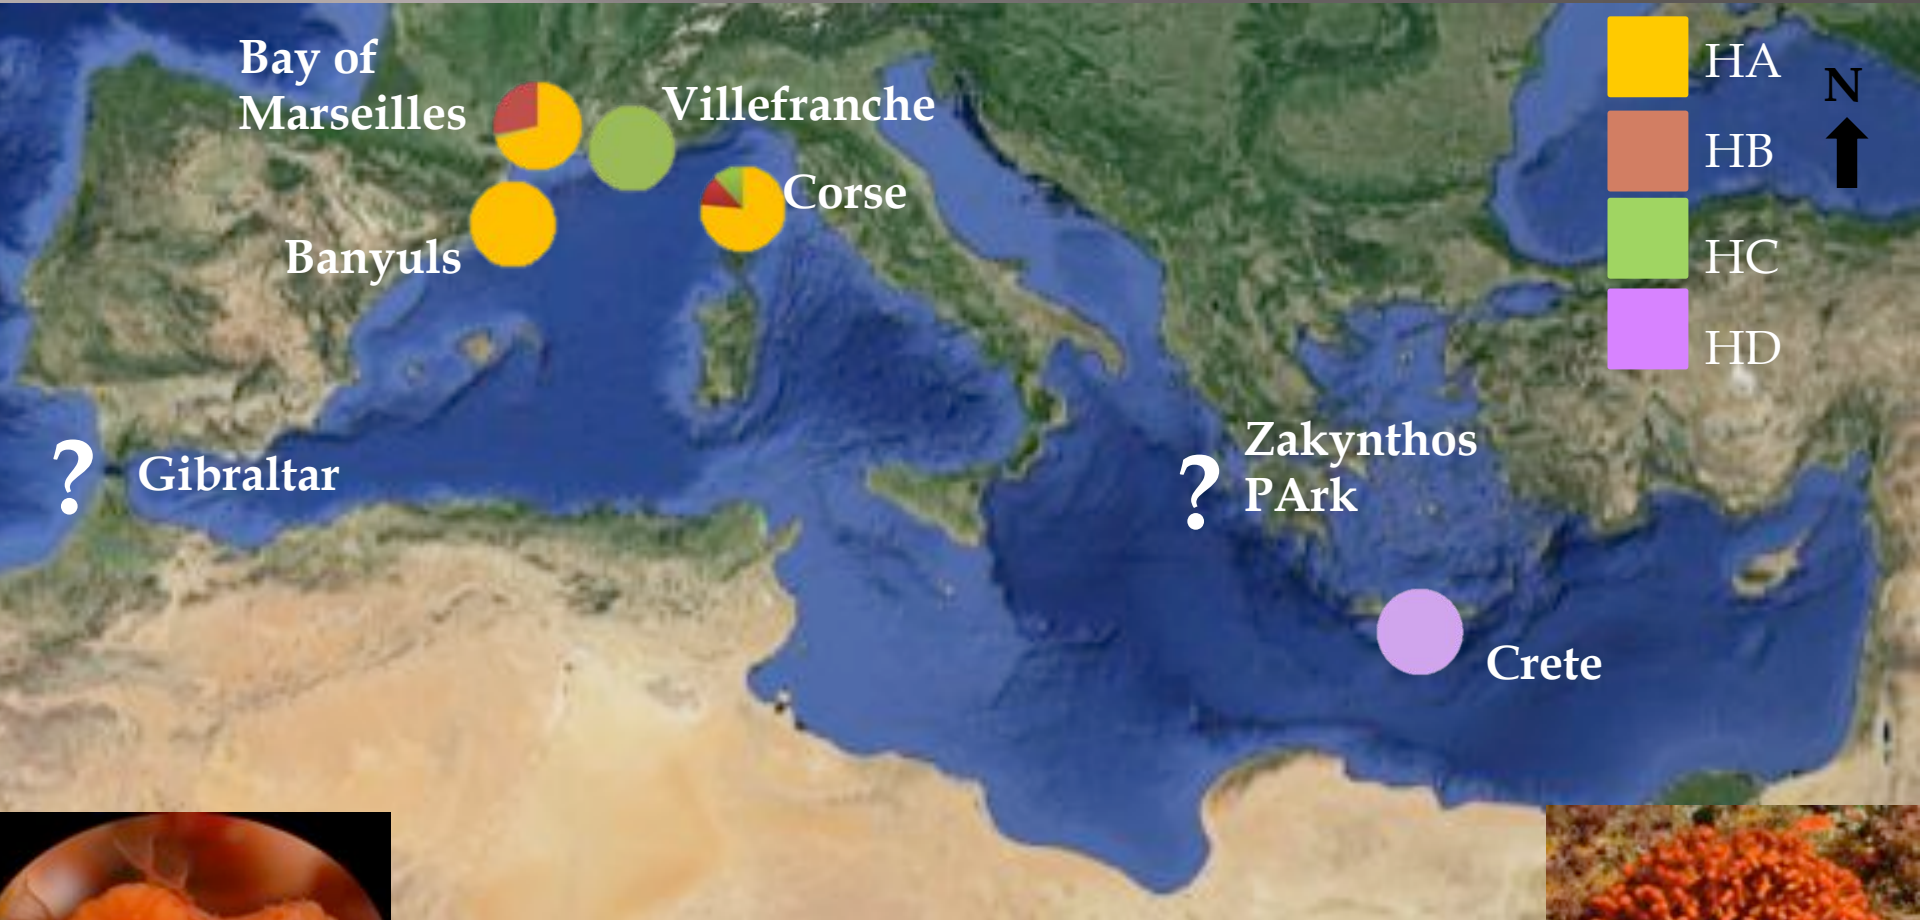 Bay of
Marseilles
Villefranche
Corse
Banyuls
HA
N
HB
HC
HD
? Gibraltar
? Zakynthos
PArk
Crete